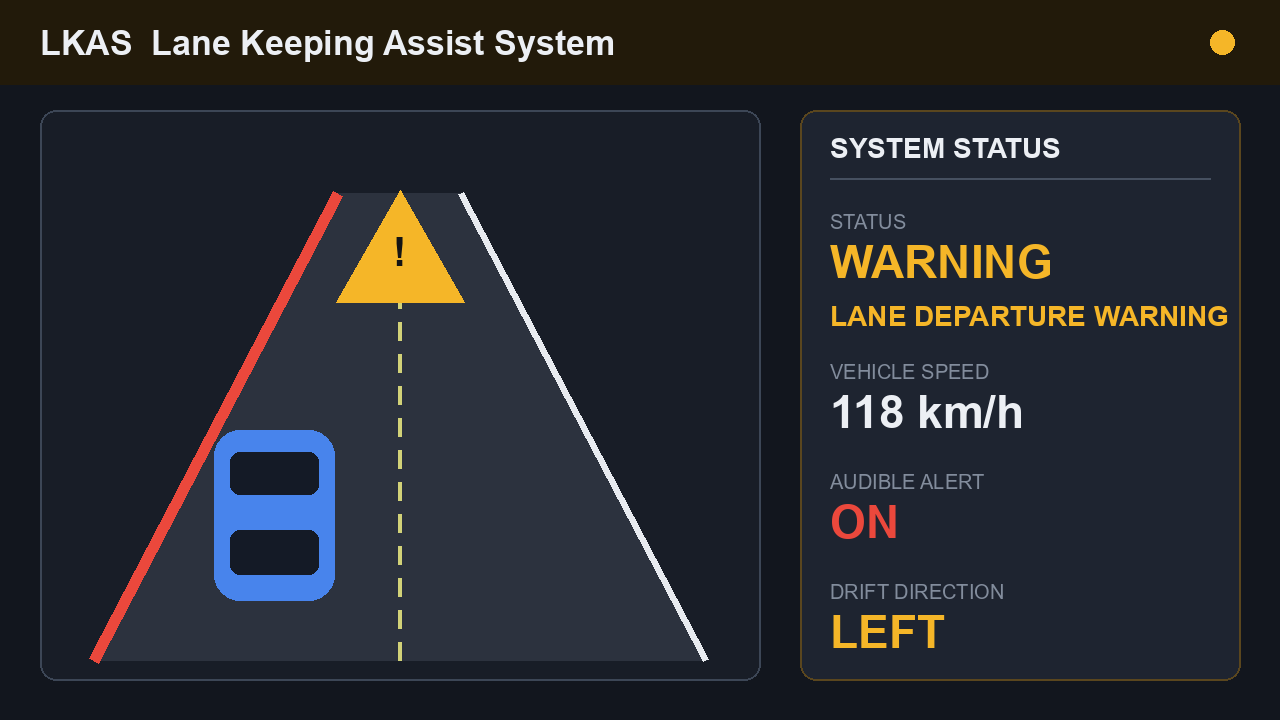 LKAS  Lane Keeping Assist System
!
SYSTEM STATUS
STATUS
WARNING
LANE DEPARTURE WARNING
VEHICLE SPEED
118 km/h
AUDIBLE ALERT
ON
DRIFT DIRECTION
LEFT